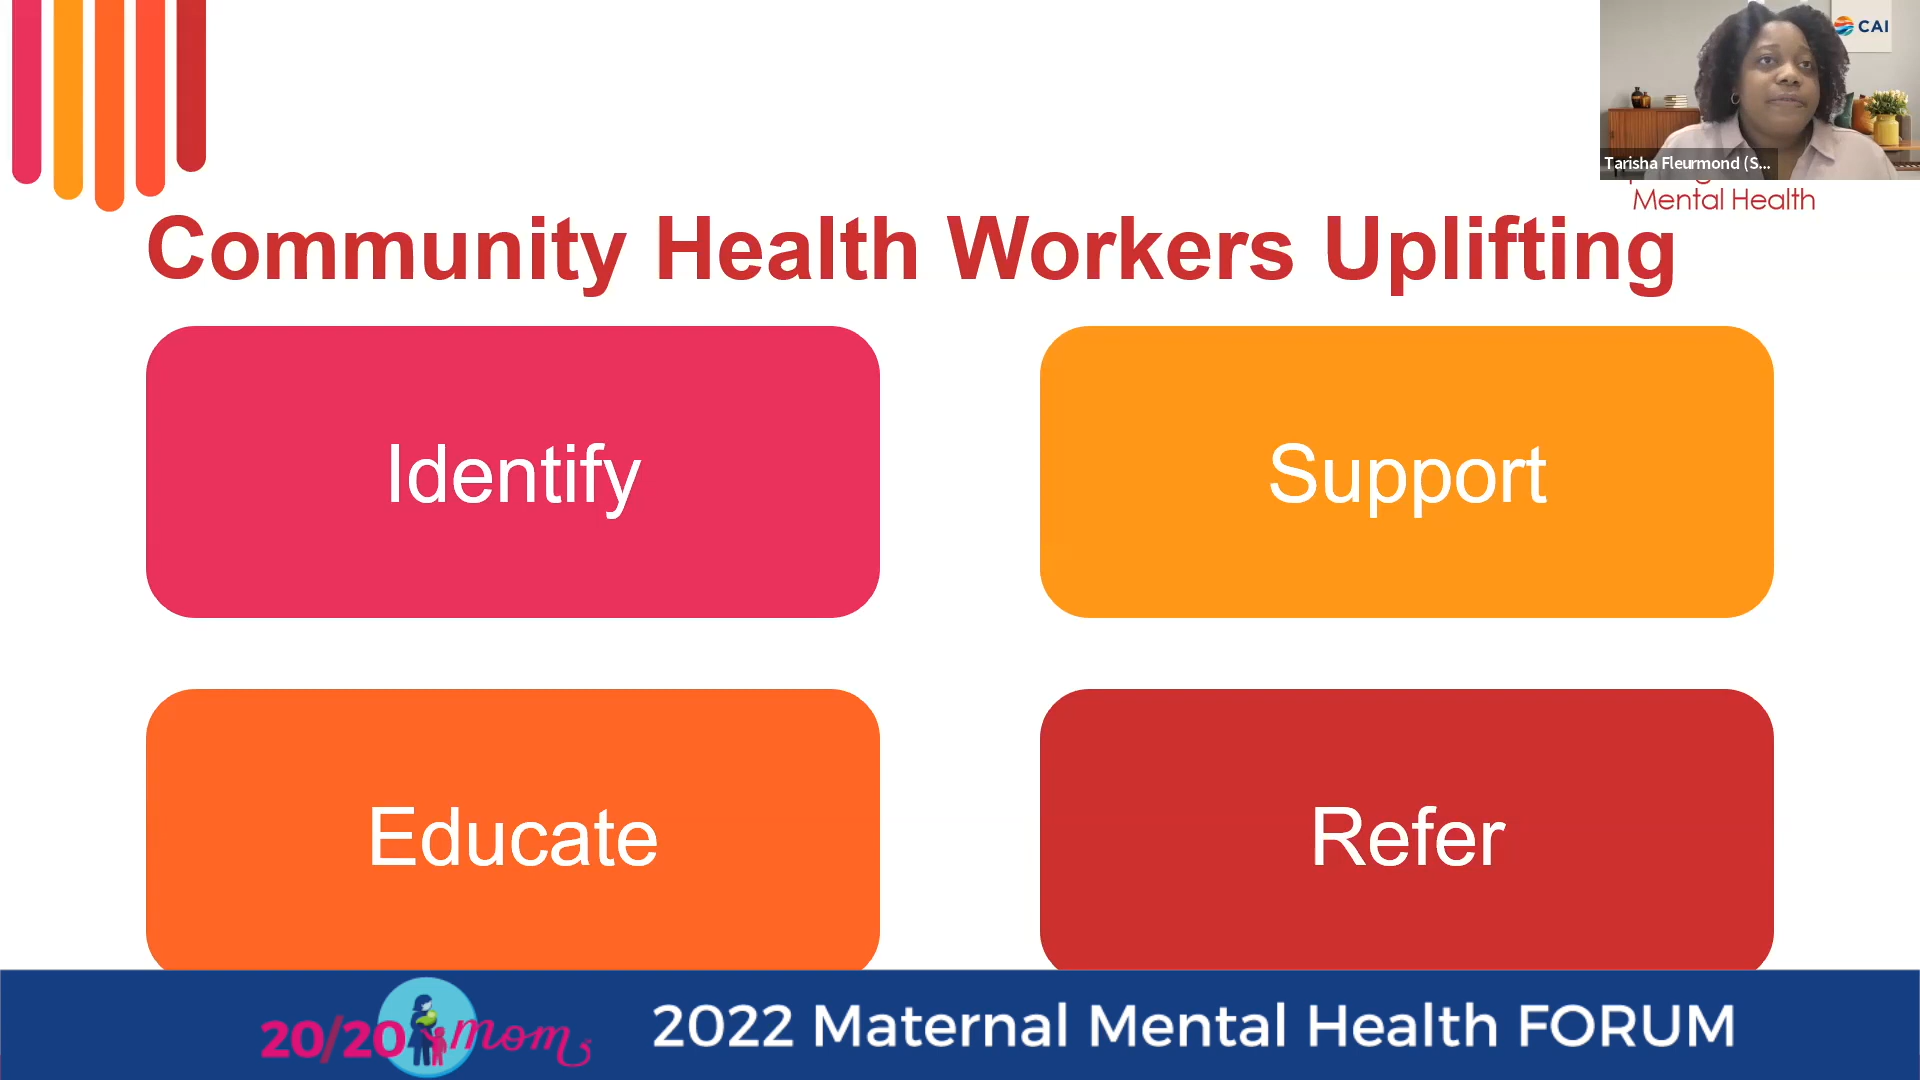 CAI
Tarisha Fleurmond (S...
Mental Health
Community Health Workers Uplifting
Identify
Support
Educate
Refer
20/20 mom
2022 Maternal Mental Health FORUM